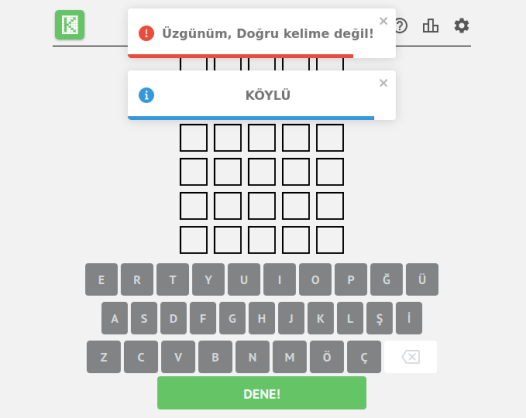 Üzgünüm, Doğru kelime değil!
KÖYLÜ
E R T Y U I O P Ğ Ü
A S D F G H J K L Ş İ
Z C V B N M Ö Ç
DENE!